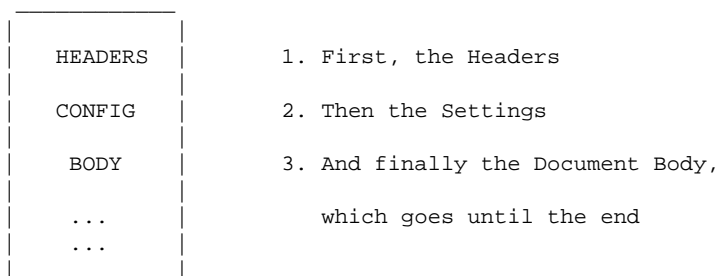 HEADERS 1. First, the Headers
CONFIG 2. Then the Settings
BODY 3. And finally the Document Body,
... which goes until the end
...